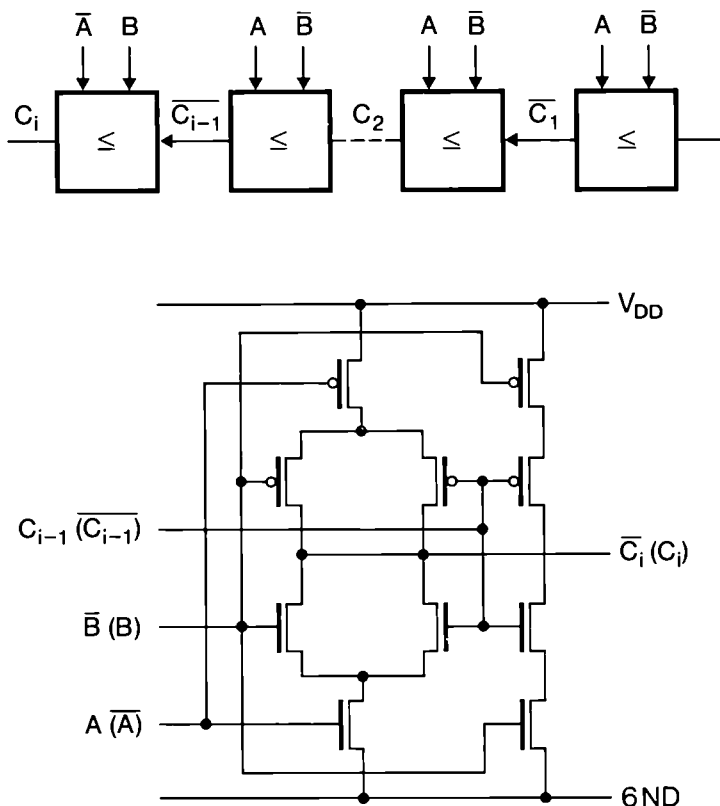 A̅ B A B̅ A B̅ A B̅
Cᵢ ≤ C̅ᵢ₋₁ ≤ C₂ ≤ C̅₁ ≤
V_DD
Cᵢ₋₁ (C̅ᵢ₋₁) C̅ᵢ (Cᵢ)
B̅ (B)
A (A̅)
6ND